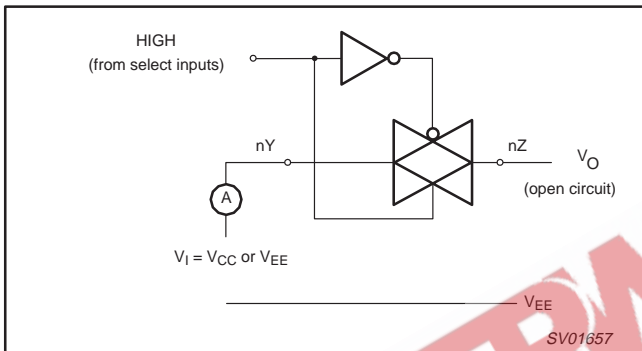 HIGH
(from select inputs)
nY
nZ
VO
(open circuit)
A
VI = VCC or VEE
VEE
SV01657